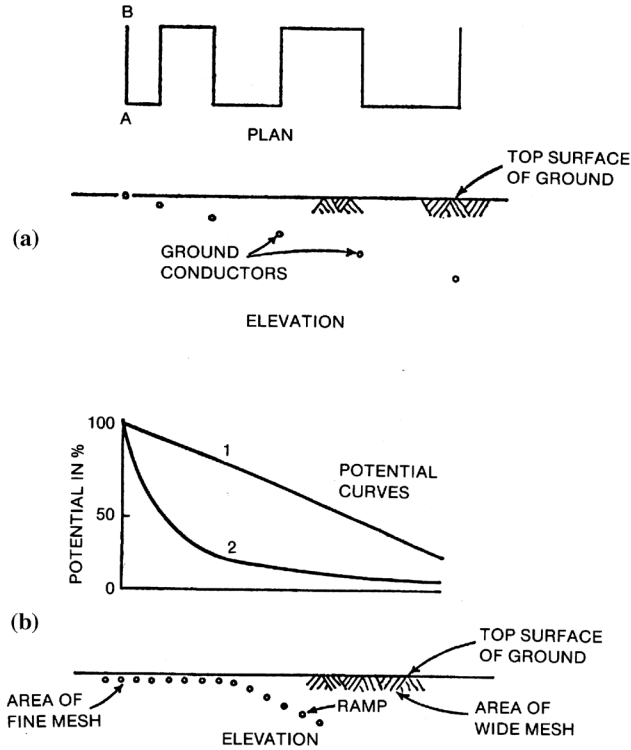 B
A
PLAN
TOP SURFACE
OF GROUND
(a)
GROUND
CONDUCTORS
ELEVATION
100
50
0
POTENTIAL IN %
1
2
POTENTIAL
CURVES
(b)
TOP SURFACE
OF GROUND
AREA OF
FINE MESH
RAMP
AREA OF
WIDE MESH
ELEVATION